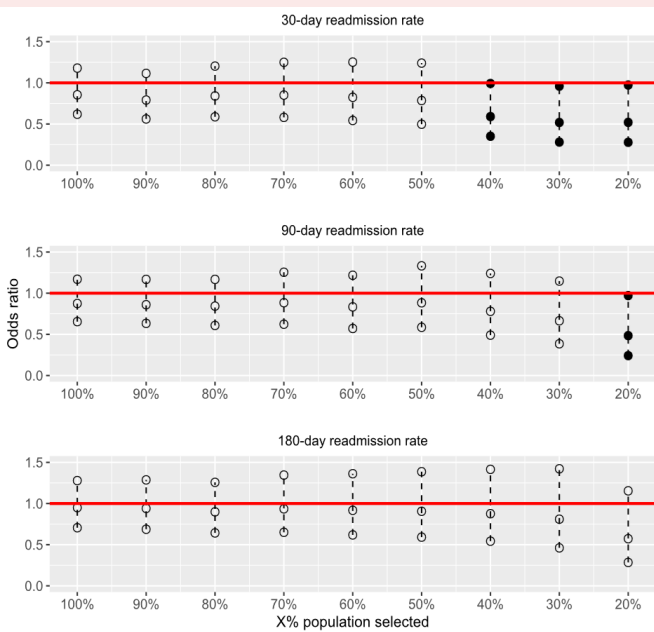 30-day readmission rate
1.5
1.0
0.5
0.0
100% 90% 80% 70% 60% 50% 40% 30% 20%
90-day readmission rate
Odds ratio
1.5
1.0
0.5
0.0
100% 90% 80% 70% 60% 50% 40% 30% 20%
180-day readmission rate
1.5
1.0
0.5
0.0
100% 90% 80% 70% 60% 50% 40% 30% 20%
X% population selected